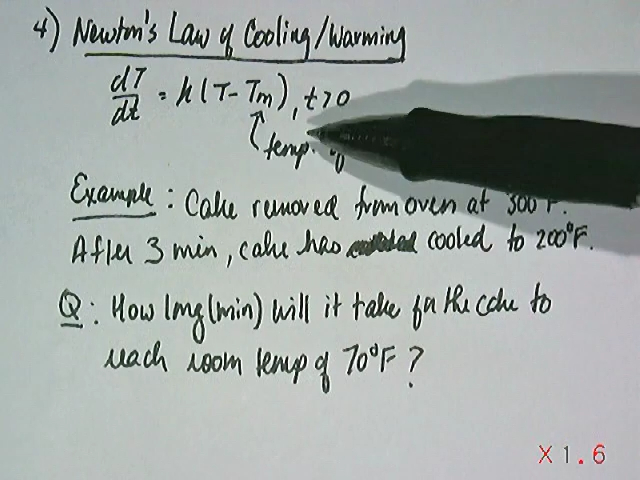 4) Newton's Law of Cooling/Warming
dT/dt = k(T-Tm), t>0
temp.
Example: Cake removed from oven at 300°F.
After 3 min, cake has cooled to 200°F.
Q: How long (min) will it take for the cake to
reach room temp of 70°F?
X1.6